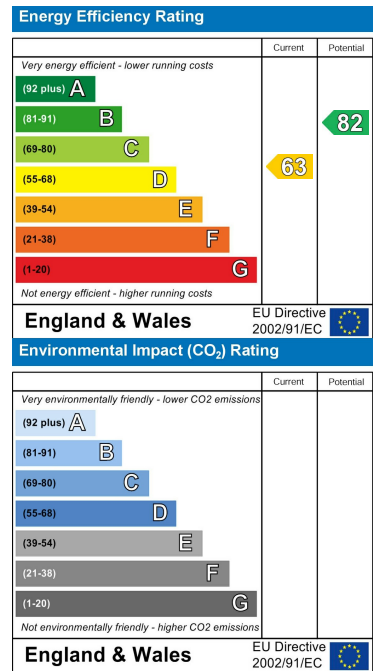 Energy Efficiency Rating
Current Potential
Very energy efficient - lower running costs
(92 plus) A
(81-91) B
(69-80) C
(55-68) D
(39-54) E
(21-38) F
(1-20) G
63
82
Not energy efficient - higher running costs
England & Wales
EU Directive
2002/91/EC
Environmental Impact (CO₂) Rating
Current Potential
Very environmentally friendly - lower CO2 emissions
(92 plus) A
(81-91) B
(69-80) C
(55-68) D
(39-54) E
(21-38) F
(1-20) G
Not environmentally friendly - higher CO2 emissions
England & Wales
EU Directive
2002/91/EC